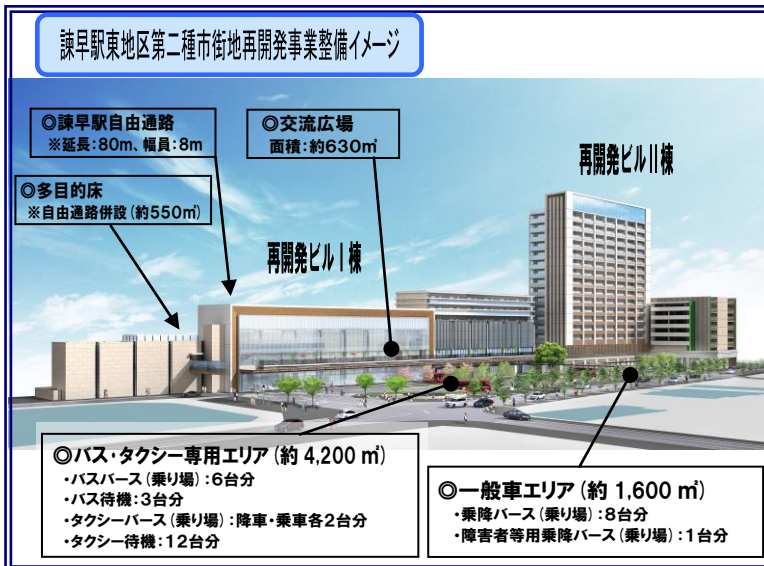 諫早駅東地区第二種市街地再開発事業整備イメージ
◎諫早駅自由通路
※延長:80m、幅員:8m
◎交流広場
面積:約630㎡
再開発ビルⅡ棟
◎多目的床
※自由通路併設(約550㎡)
再開発ビルⅠ棟
◎バス・タクシー専用エリア(約 4,200 ㎡)
・バスバース(乗り場):6台分
・バス待機:3台分
・タクシーバース(乗り場):降車・乗車各2台分
・タクシー待機:12台分
◎一般車エリア(約 1,600 ㎡)
・乗降バース(乗り場):8台分
・障害者等用乗降バース(乗り場):1台分